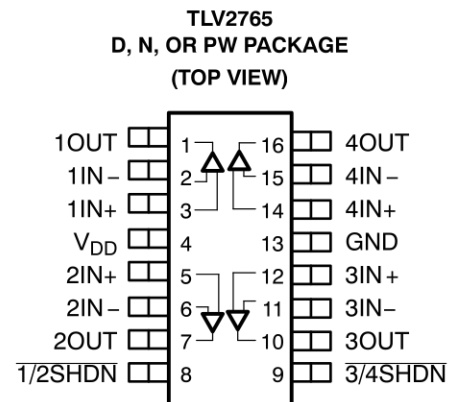 TLV2765
D, N, OR PW PACKAGE
(TOP VIEW)
1OUT 1 16 4OUT
1IN− 2 15 4IN−
1IN+ 3 14 4IN+
VDD 4 13 GND
2IN+ 5 12 3IN+
2IN− 6 11 3IN−
2OUT 7 10 3OUT
1/2SHDN 8 9 3/4SHDN